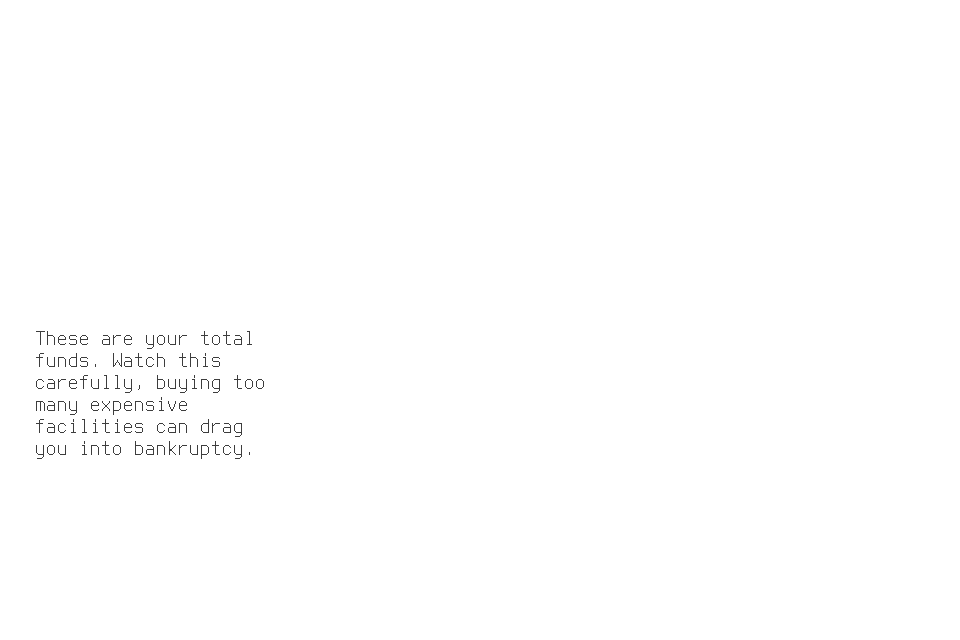 These are your total
funds. Watch this
carefully, buying too
many expensive
facilities can drag
you into bankruptcy.